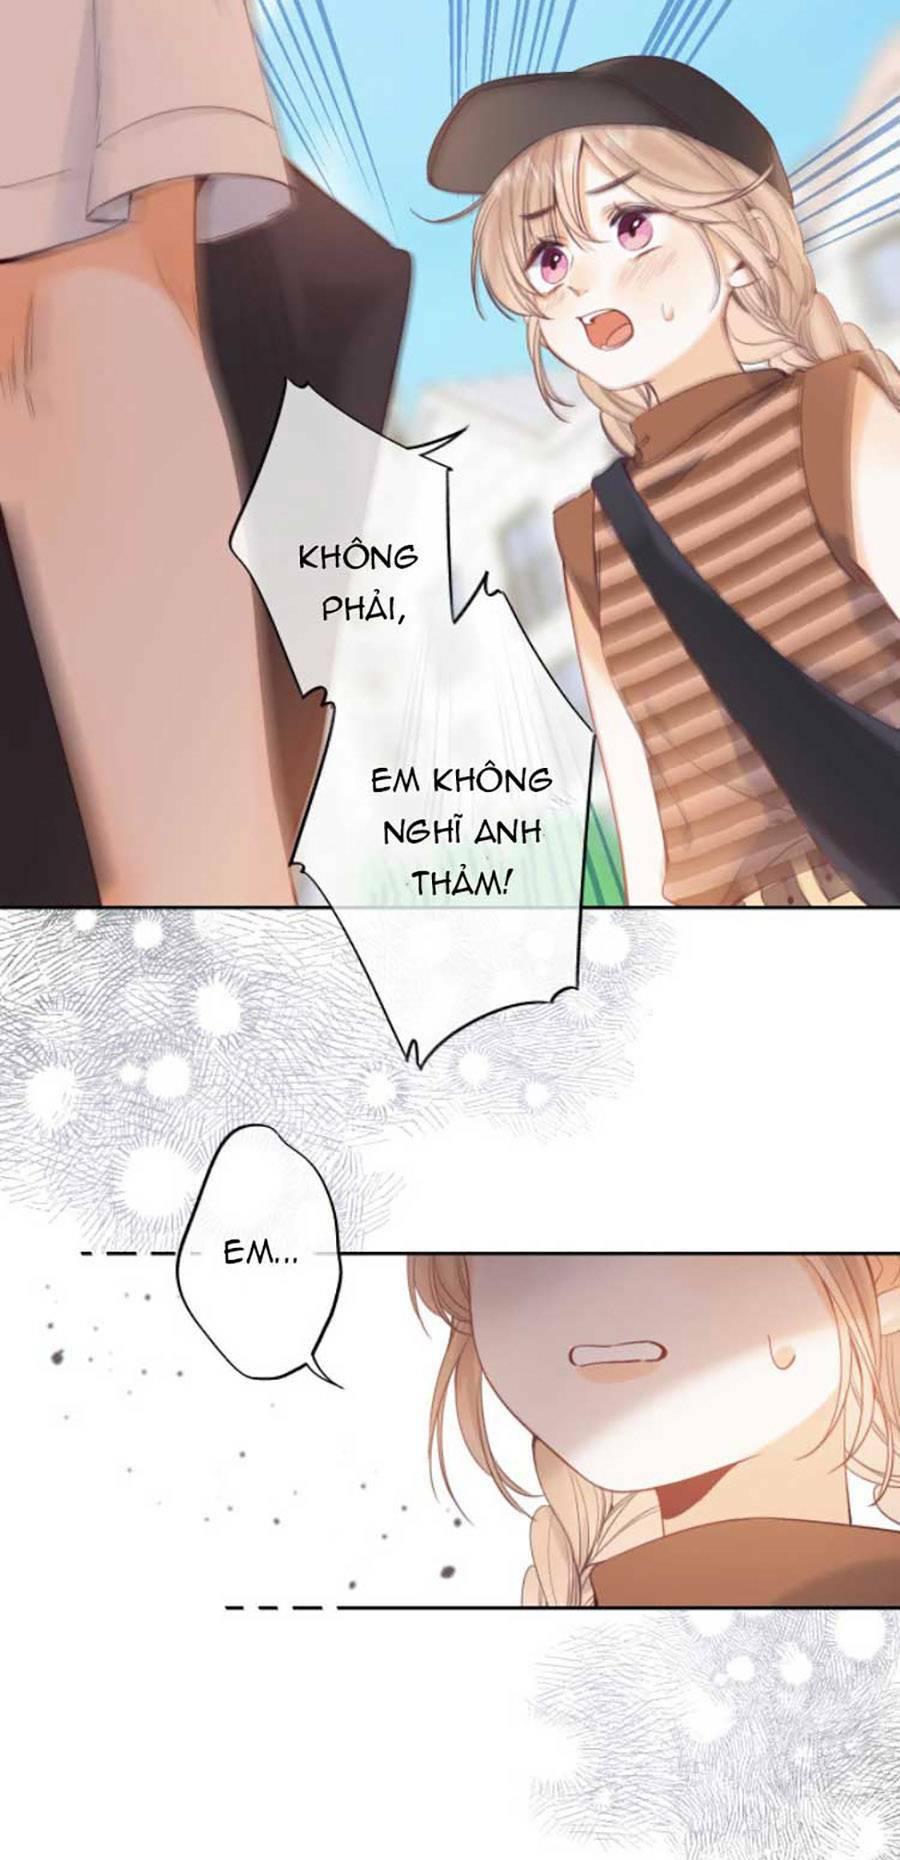 KHÔNG
PHẢI,
EM KHÔNG
NGHĨ ANH
THẢM!
EM...